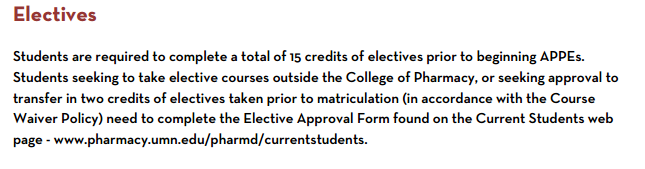 Electives
Students are required to complete a total of 15 credits of electives prior to beginning APPEs.
Students seeking to take elective courses outside the College of Pharmacy, or seeking approval to
transfer in two credits of electives taken prior to matriculation (in accordance with the Course
Waiver Policy) need to complete the Elective Approval Form found on the Current Students web
page - www.pharmacy.umn.edu/pharmd/currentstudents.